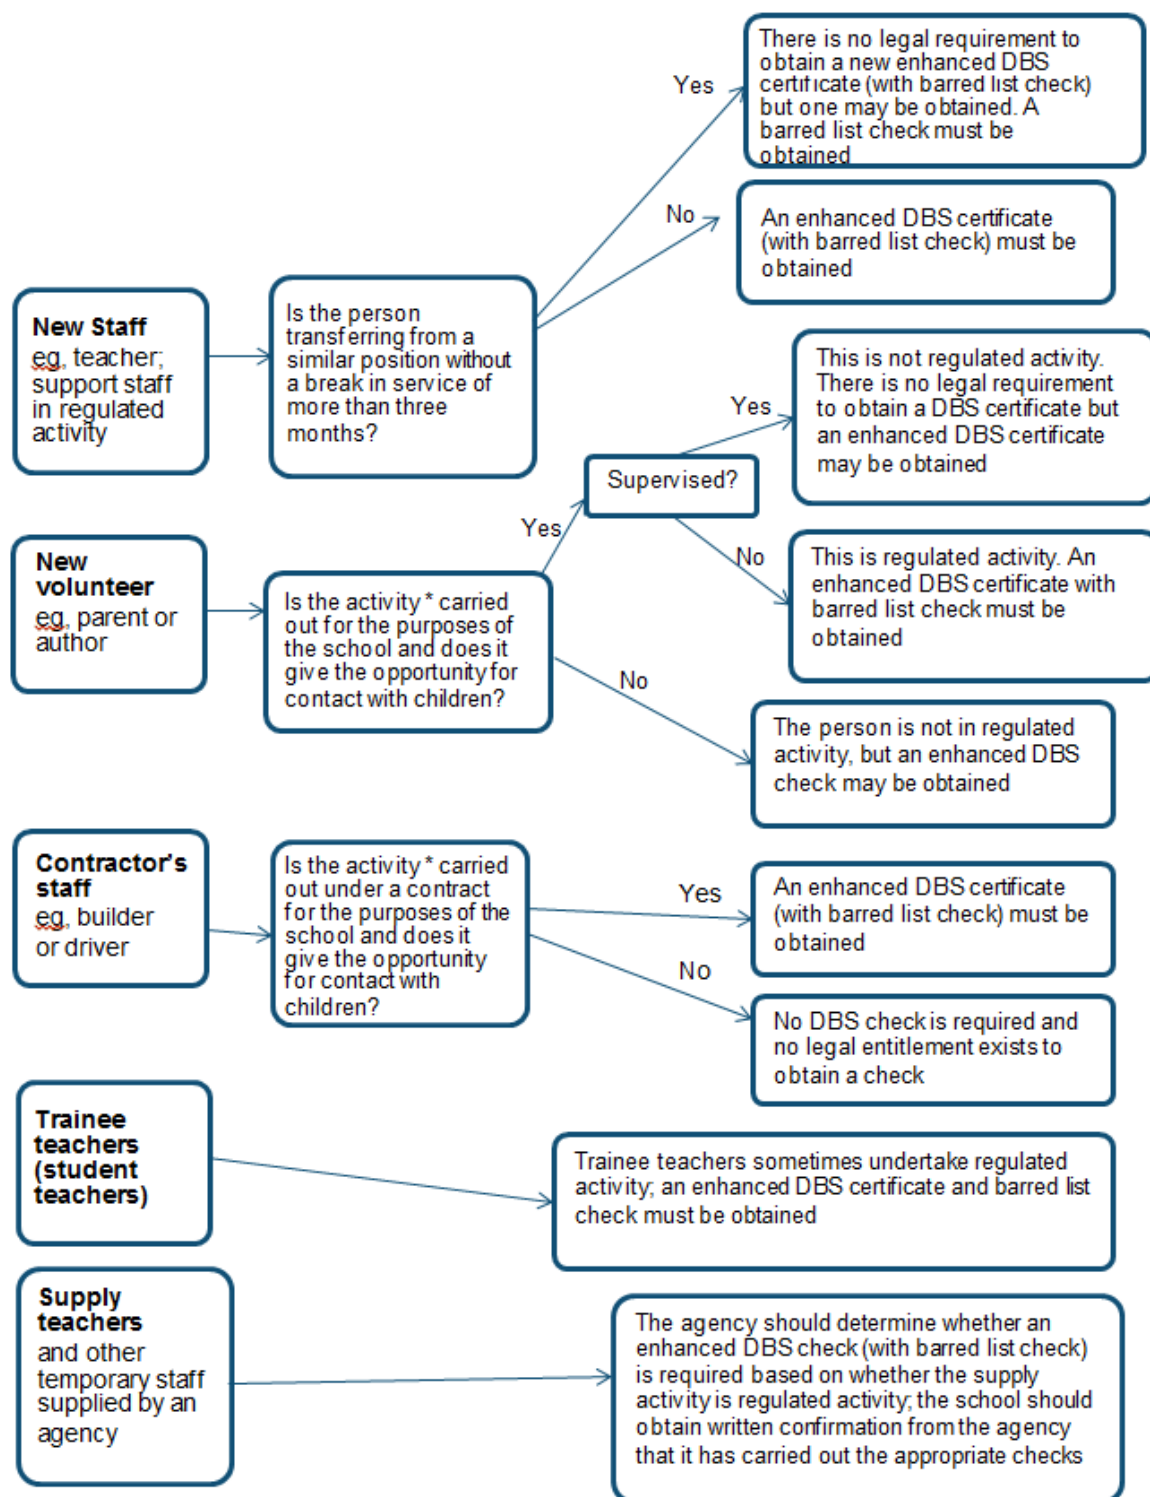 There is no legal requirement to
obtain a new enhanced DBS
certificate (with barred list check)
but one may be obtained. A
barred list check must be
obtained
Yes
No
An enhanced DBS certificate
(with barred list check) must be
obtained
New Staff
eg, teacher;
support staff
in regulated
activity
Is the person
transferring from a
similar position without
a break in service of
more than three
months?
This is not regulated activity.
There is no legal requirement
to obtain a DBS certificate but
an enhanced DBS certificate
may be obtained
Yes
Supervised?
Yes
No
This is regulated activity. An
enhanced DBS certificate with
barred list check must be
obtained
New
volunteer
eg, parent or
author
Is the activity * carried
out for the purposes of
the school and does it
give the opportunity for
contact with children?
No
The person is not in regulated
activity, but an enhanced DBS
check may be obtained
Contractor's
staff
eg, builder
or driver
Is the activity * carried
out under a contract
for the purposes of the
school and does it
give the opportunity
for contact with
children?
Yes
An enhanced DBS certificate
(with barred list check) must be
obtained
No
No DBS check is required and
no legal entitlement exists to
obtain a check
Trainee
teachers
(student
teachers)
Trainee teachers sometimes undertake regulated
activity; an enhanced DBS certificate and barred list
check must be obtained
Supply
teachers
and other
temporary staff
supplied by an
agency
The agency should determine whether an
enhanced DBS check (with barred list check)
is required based on whether the supply
activity is regulated activity; the school should
obtain written confirmation from the agency
that it has carried out the appropriate checks